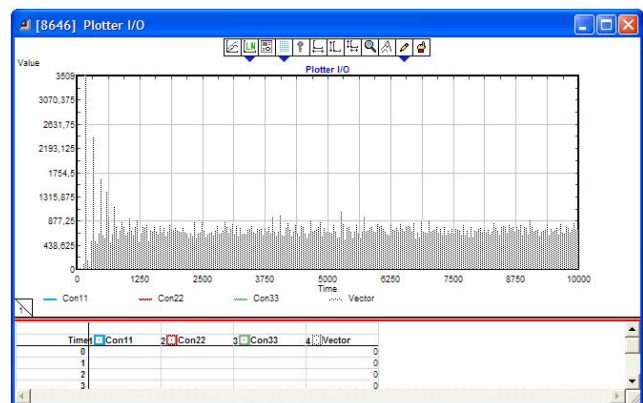 [8646] Plotter I/O
LN
Value
Plotter I/O
3509
3070,375
2631,75
2193,125
1754,5
1315,875
877,25
438,625
0
0 1250 2500 3750 5000 6250 7500 8750 10000
Time
Con11 Con22 Con33 Vector
1
Time 1 Con11 2 Con22 3 Con33 4 Vector
0 0
1 0
2 0
3 0